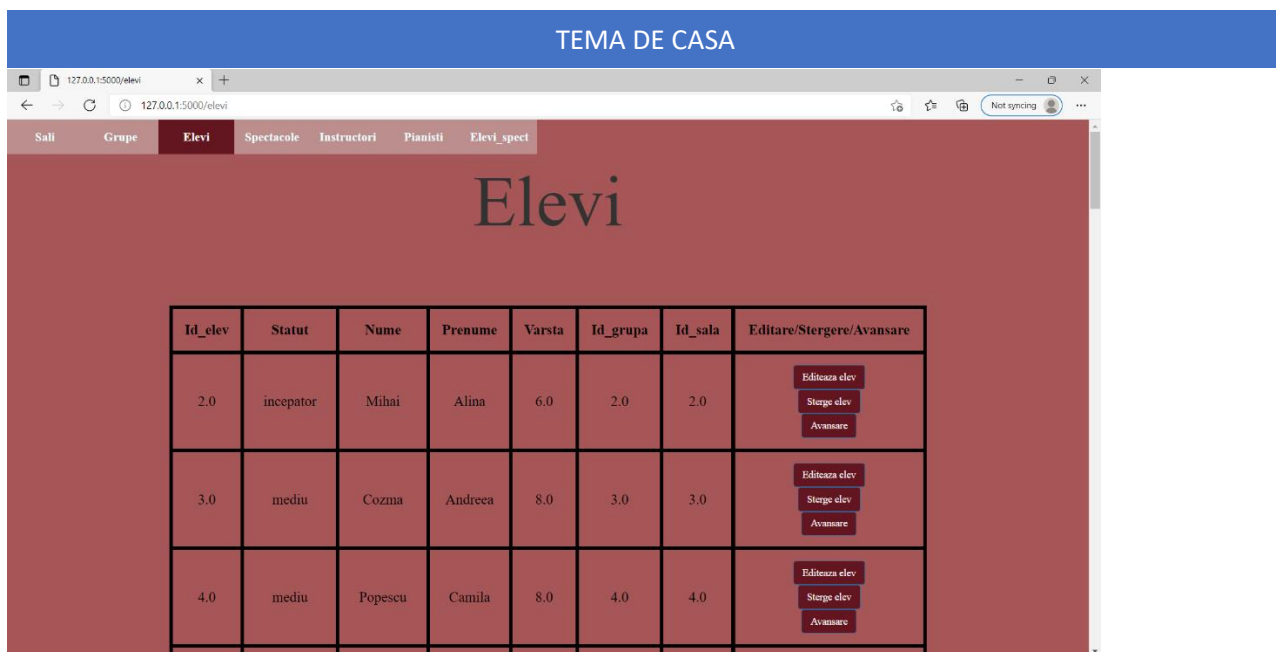 TEMA DE CASA
127.0.0.1:5000/elevi
127.0.0.1:5000/elevi
Not syncing
Sali Grupe Elevi Spectacole Instructori Pianisti Elevi_spect
Elevi
Id_elev Statut Nume Prenume Varsta Id_grupa Id_sala Editare/Stergere/Avansare
2.0 incepator Mihai Alina 6.0 2.0 2.0 Editeaza elev
Sterge elev
Avansare
3.0 mediu Cozma Andreea 8.0 3.0 3.0 Editeaza elev
Sterge elev
Avansare
4.0 mediu Popescu Camila 8.0 4.0 4.0 Editeaza elev
Sterge elev
Avansare